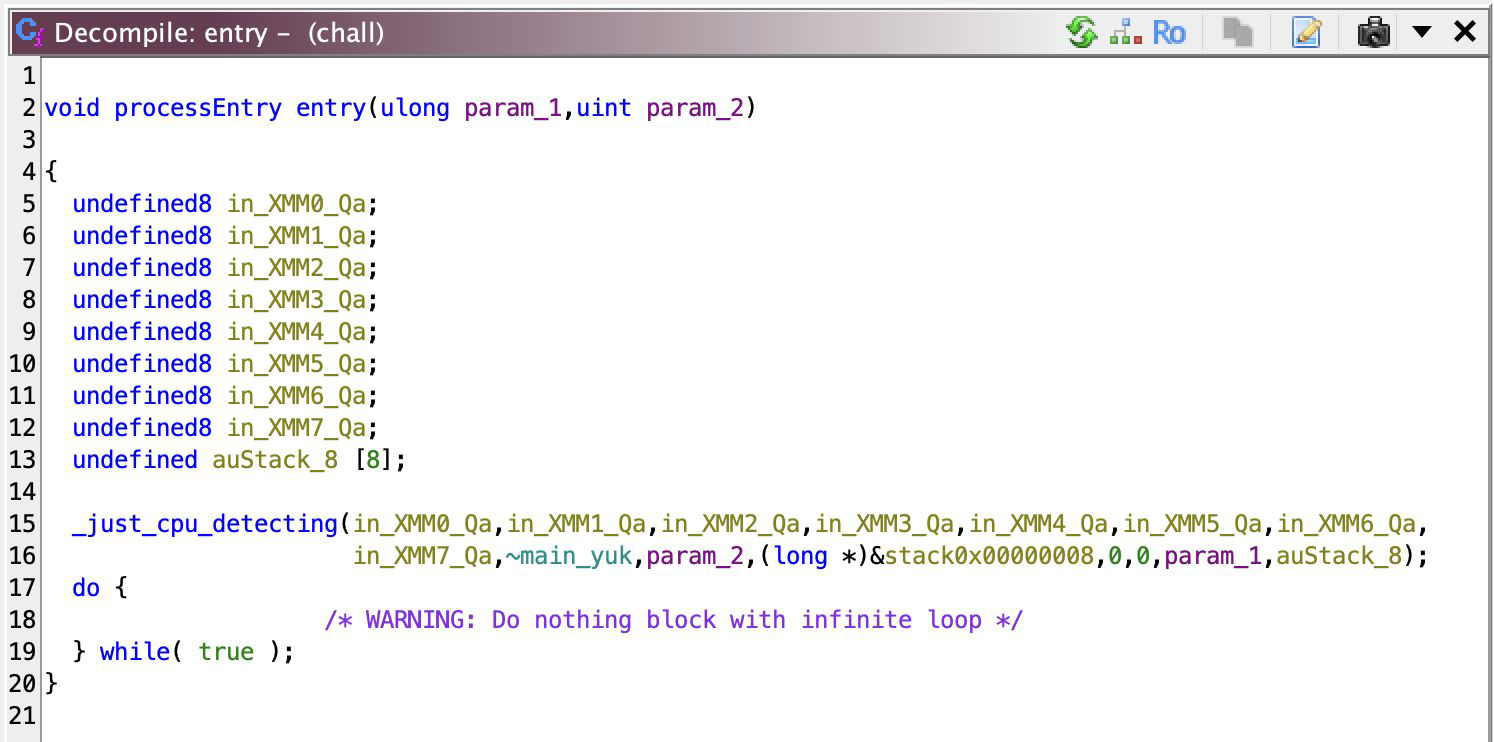 Decompile: entry – (chall)
Ro
1
2 void processEntry entry(ulong param_1,uint param_2)
3
4 {
5 undefined8 in_XMM0_Qa;
6 undefined8 in_XMM1_Qa;
7 undefined8 in_XMM2_Qa;
8 undefined8 in_XMM3_Qa;
9 undefined8 in_XMM4_Qa;
10 undefined8 in_XMM5_Qa;
11 undefined8 in_XMM6_Qa;
12 undefined8 in_XMM7_Qa;
13 undefined auStack_8 [8];
14
15 _just_cpu_detecting(in_XMM0_Qa,in_XMM1_Qa,in_XMM2_Qa,in_XMM3_Qa,in_XMM4_Qa,in_XMM5_Qa,in_XMM6_Qa,
16 in_XMM7_Qa,~main_yuk,param_2,(long *)&stack0x00000008,0,0,param_1,auStack_8);
17 do {
18 /* WARNING: Do nothing block with infinite loop */
19 } while( true );
20 }
21